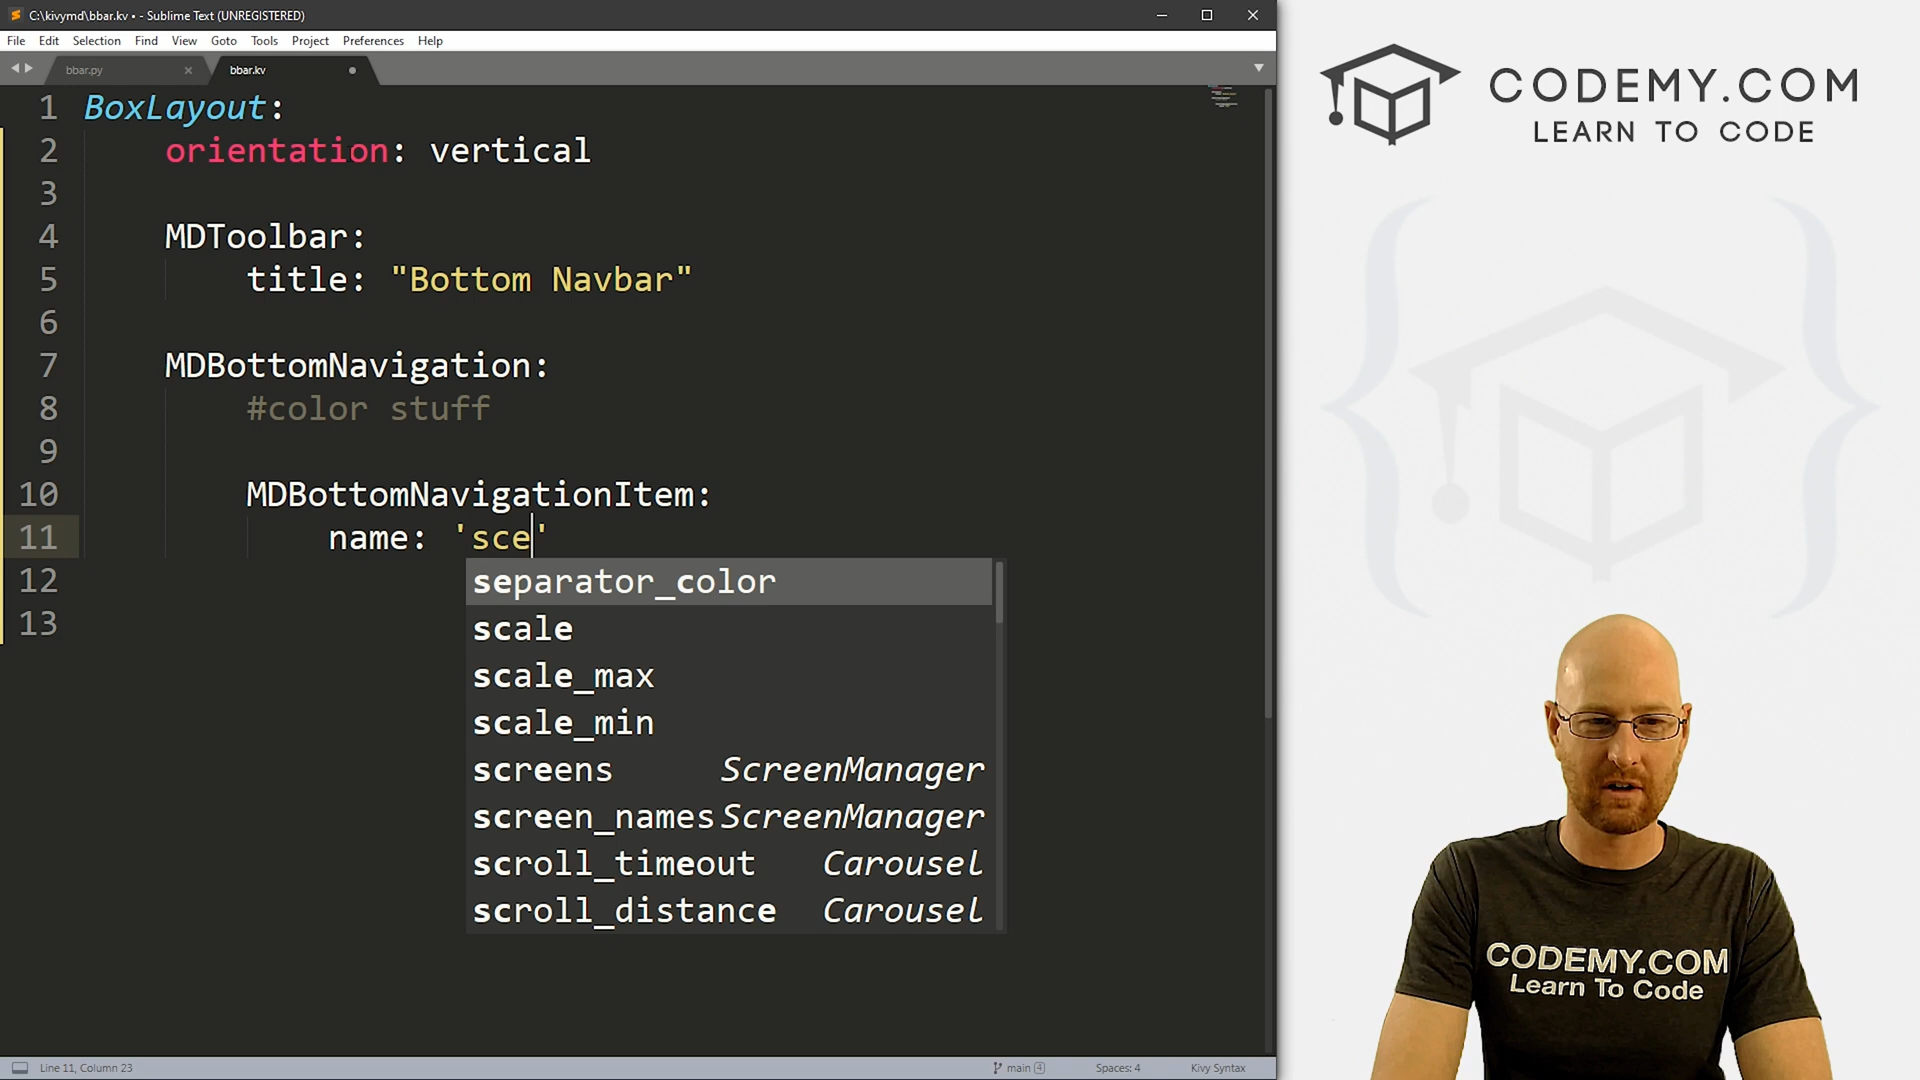 C:\kivymd\bbar.kv • - Sublime Text (UNREGISTERED)
File Edit Selection Find View Goto Tools Project Preferences Help
bbar.py
bbar.kv
1 BoxLayout:
2 orientation: vertical
3
4 MDToolbar:
5 title: "Bottom Navbar"
6
7 MDBottomNavigation:
8 #color stuff
9
10 MDBottomNavigationItem:
11 name: 'sce'
12
13
separator_color
scale
scale_max
scale_min
screens ScreenManager
screen_names ScreenManager
scroll_timeout Carousel
scroll_distance Carousel
Line 11, Column 23
main 4
Spaces: 4
Kivy Syntax
CODEMY.COM
LEARN TO CODE
CODEMY.COM
Learn To Code